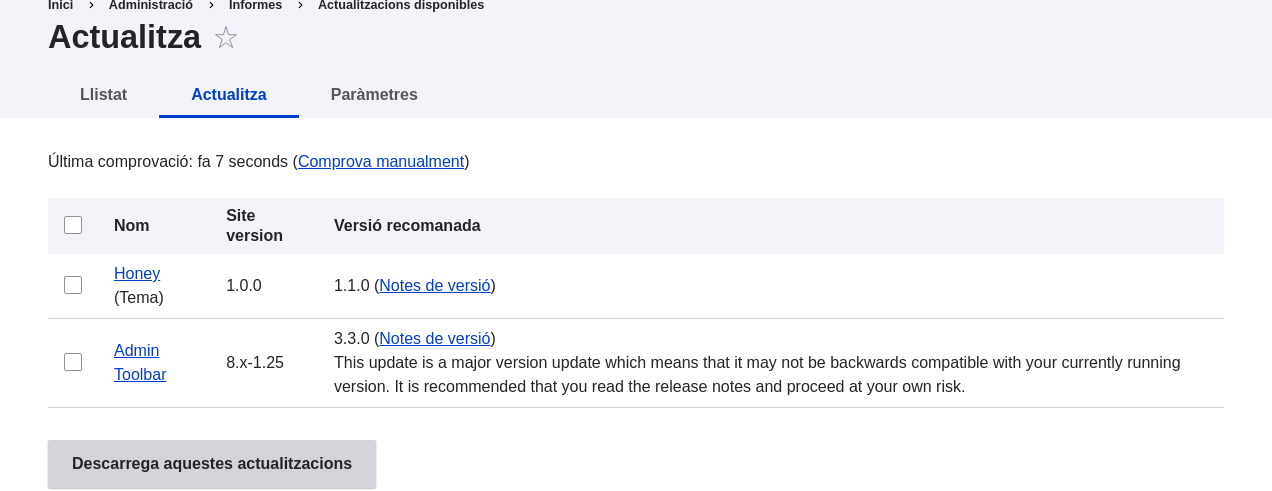 Inici > Administració > Informes > Actualitzacions disponibles
Actualitza ☆
Llistat Actualitza Paràmetres
Última comprovació: fa 7 seconds (Comprova manualment)
Nom Site version Versió recomanada
Honey (Tema) 1.0.0 1.1.0 (Notes de versió)
Admin Toolbar 8.x-1.25 3.3.0 (Notes de versió)
This update is a major version update which means that it may not be backwards compatible with your currently running
version. It is recommended that you read the release notes and proceed at your own risk.
Descarrega aquestes actualitzacions